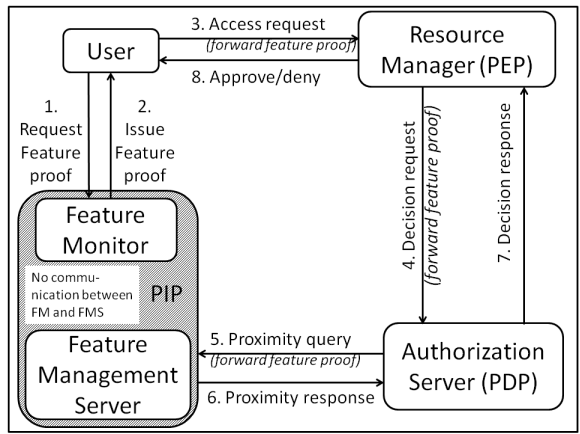 User
3. Access request
(forward feature proof)
8. Approve/deny
Resource
Manager (PEP)
1.
Request
Feature
proof
2.
Issue
Feature
proof
4. Decision request
(forward feature proof)
7. Decision response
Feature
Monitor
No commu-
nication between
FM and FMS
PIP
Feature
Management
Server
5. Proximity query
(forward feature proof)
6. Proximity response
Authorization
Server (PDP)